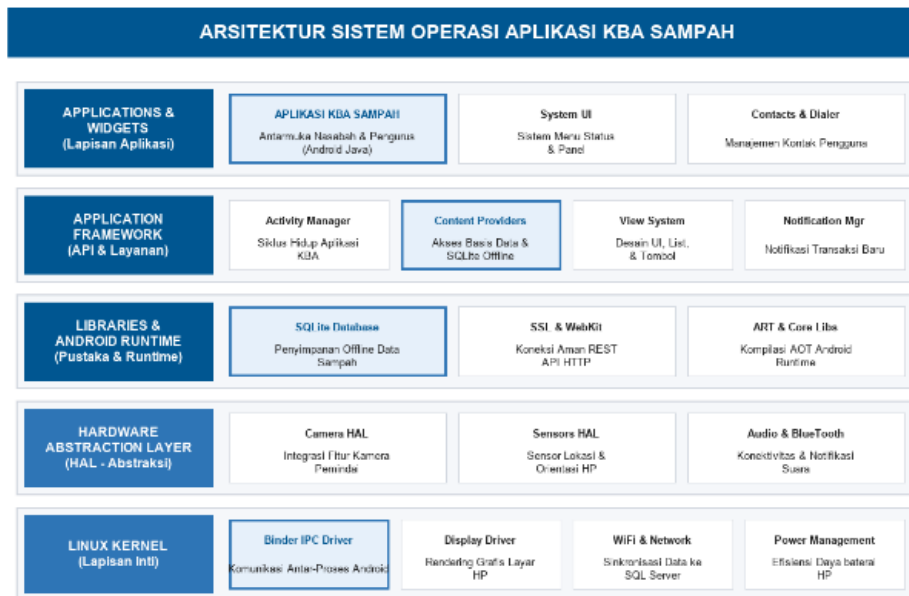 ARSITEKTUR SISTEM OPERASI APLIKASI KBA SAMPAH
APPLICATIONS &
WIDGETS
(Lapisan Aplikasi)
APLIKASI KBA SAMPAH
Antarmuka Nasabah & Pengurus
(Android Java)
System UI
Sistem Menu Status
& Panel
Contacts & Dialer
Manajemen Kontak Pengguna
APPLICATION
FRAMEWORK
(API & Layanan)
Activity Manager
Siklus Hidup Aplikasi
KBA
Content Providers
Akses Basis Data &
SQLite Offline
View System
Desain UI, List,
& Tombol
Notification Mgr
Notifikasi Transaksi Baru
LIBRARIES &
ANDROID RUNTIME
(Pustaka & Runtime)
SQLite Database
Penyimpanan Offline Data
Sampah
SSL & WebKit
Koneksi Aman REST
API HTTP
ART & Core Libs
Kompilasi AOT Android
Runtime
HARDWARE
ABSTRACTION LAYER
(HAL - Abstraksi)
Camera HAL
Integrasi Fitur Kamera
Pemindai
Sensors HAL
Sensor Lokasi &
Orientasi HP
Audio & BlueTooth
Konektivitas & Notifikasi
Suara
LINUX KERNEL
(Lapisan Inti)
Binder IPC Driver
Komunikasi Antar-Proses Android
Display Driver
Rendering Grafis Layar
HP
WiFi & Network
Sinkronisasi Data ke
SQL Server
Power Management
Efisiensi Daya baterai
HP